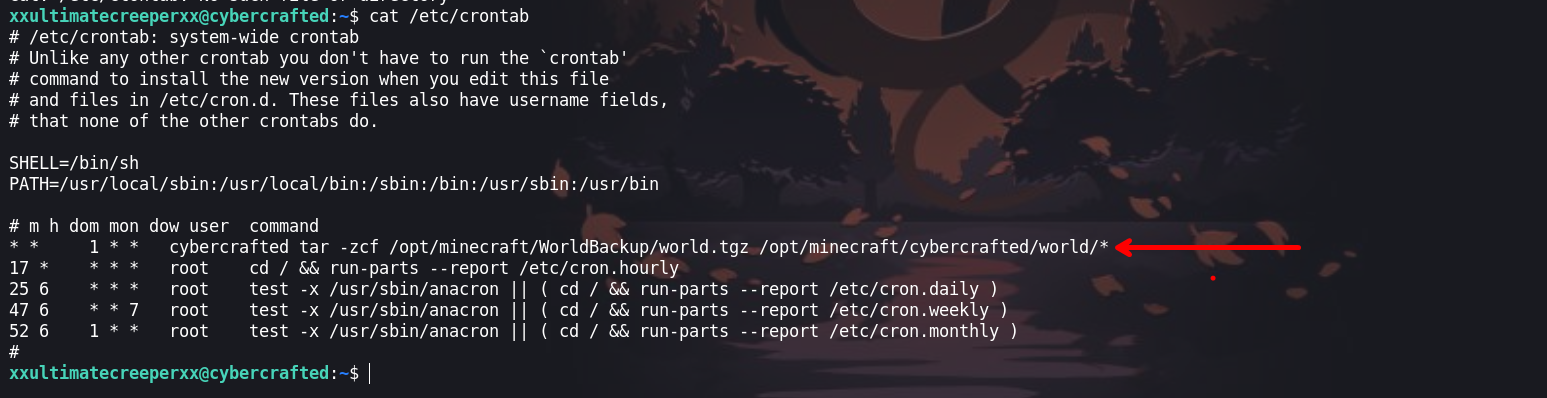 xxultimatecreeperxx@cybercrafted:~$ cat /etc/crontab
# /etc/crontab: system-wide crontab
# Unlike any other crontab you don't have to run the `crontab'
# command to install the new version when you edit this file
# and files in /etc/cron.d. These files also have username fields,
# that none of the other crontabs do.
SHELL=/bin/sh
PATH=/usr/local/sbin:/usr/local/bin:/sbin:/bin:/usr/sbin:/usr/bin
# m h dom mon dow user  command
* *     1 * *   cybercrafted tar -zcf /opt/minecraft/WorldBackup/world.tgz /opt/minecraft/cybercrafted/world/*
17 *    * * *   root    cd / && run-parts --report /etc/cron.hourly
25 6    * * *   root    test -x /usr/sbin/anacron || ( cd / && run-parts --report /etc/cron.daily )
47 6    * * 7   root    test -x /usr/sbin/anacron || ( cd / && run-parts --report /etc/cron.weekly )
52 6    1 * *   root    test -x /usr/sbin/anacron || ( cd / && run-parts --report /etc/cron.monthly )
#
xxultimatecreeperxx@cybercrafted:~$